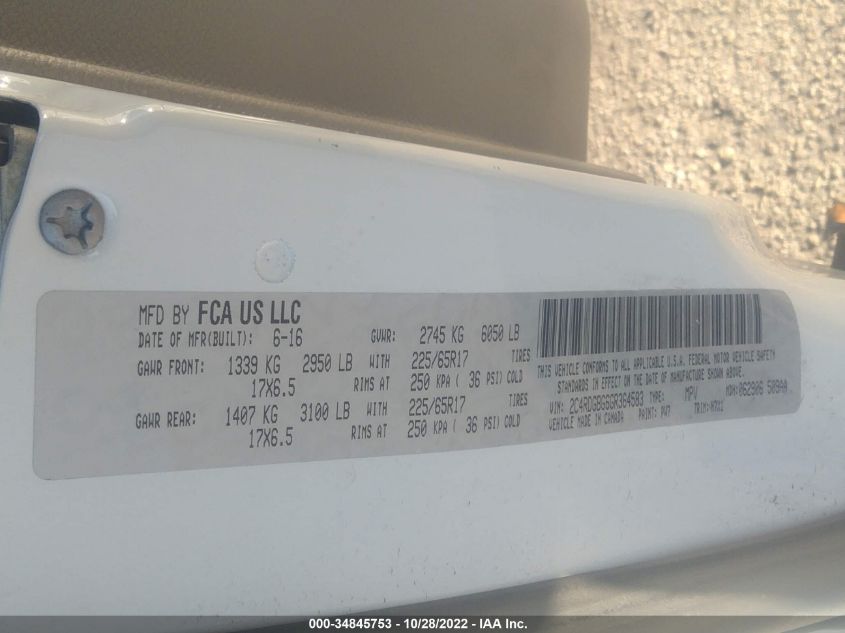 MFD BY FCA US LLC
DATE OF MFR(BUILT): 6-16 GVWR: 2745 KG 6050 LB
GAWR FRONT: 1339 KG 2950 LB WITH 225/65R17 TIRES
17X6.5 RIMS AT 250 KPA ( 36 PSI) COLD
GAWR REAR: 1407 KG 3100 LB WITH 225/65R17 TIRES
17X6.5 RIMS AT 250 KPA ( 36 PSI) COLD
THIS VEHICLE CONFORMS TO ALL APPLICABLE U.S.A. FEDERAL MOTOR VEHICLE SAFETY
STANDARDS IN EFFECT ON THE DATE OF MANUFACTURE SHOWN ABOVE.
VIN: TYPE: MPV MDH: 062906 509AA
VEHICLE MADE IN CANADA PAINT: PW7 TRIM:
000-34845753 - 10/28/2022 - IAA Inc.